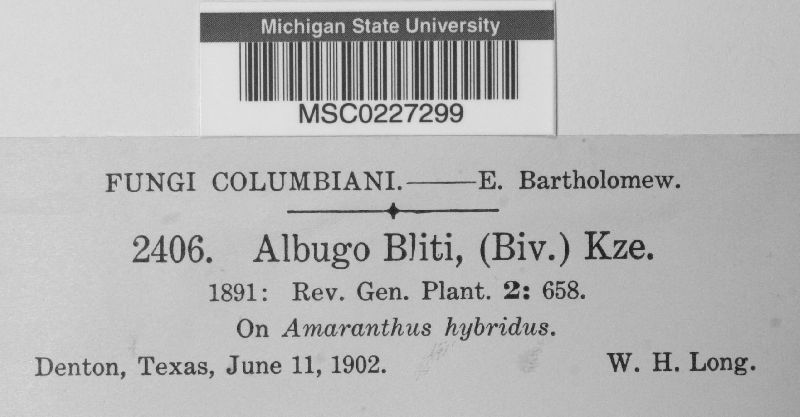 Michigan State University
MSC0227299
FUNGI COLUMBIANI.——E. Bartholomew.
2406. Albugo Bliti, (Biv.) Kze.
1891: Rev. Gen. Plant. 2: 658.
On Amaranthus hybridus.
Denton, Texas, June 11, 1902. W. H. Long.